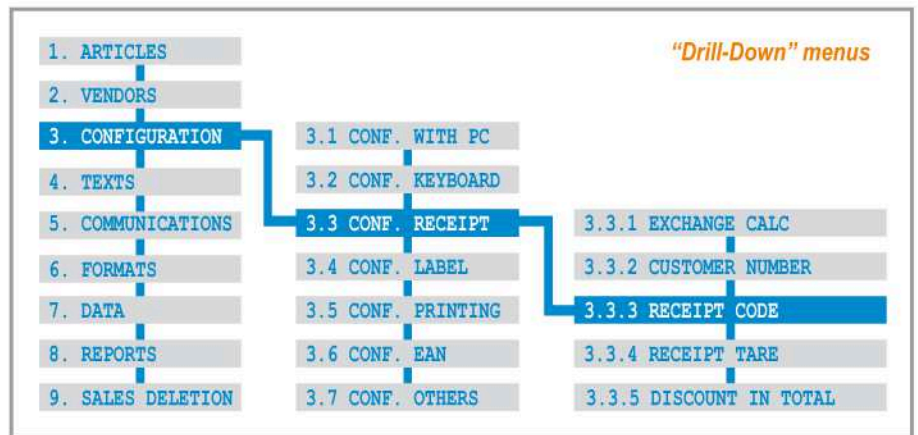 “Drill-Down” menus
1. ARTICLES
2. VENDORS
3. CONFIGURATION
4. TEXTS
5. COMMUNICATIONS
6. FORMATS
7. DATA
8. REPORTS
9. SALES DELETION
3.1 CONF. WITH PC
3.2 CONF. KEYBOARD
3.3 CONF. RECEIPT
3.4 CONF. LABEL
3.5 CONF. PRINTING
3.6 CONF. EAN
3.7 CONF. OTHERS
3.3.1 EXCHANGE CALC
3.3.2 CUSTOMER NUMBER
3.3.3 RECEIPT CODE
3.3.4 RECEIPT TARE
3.3.5 DISCOUNT IN TOTAL